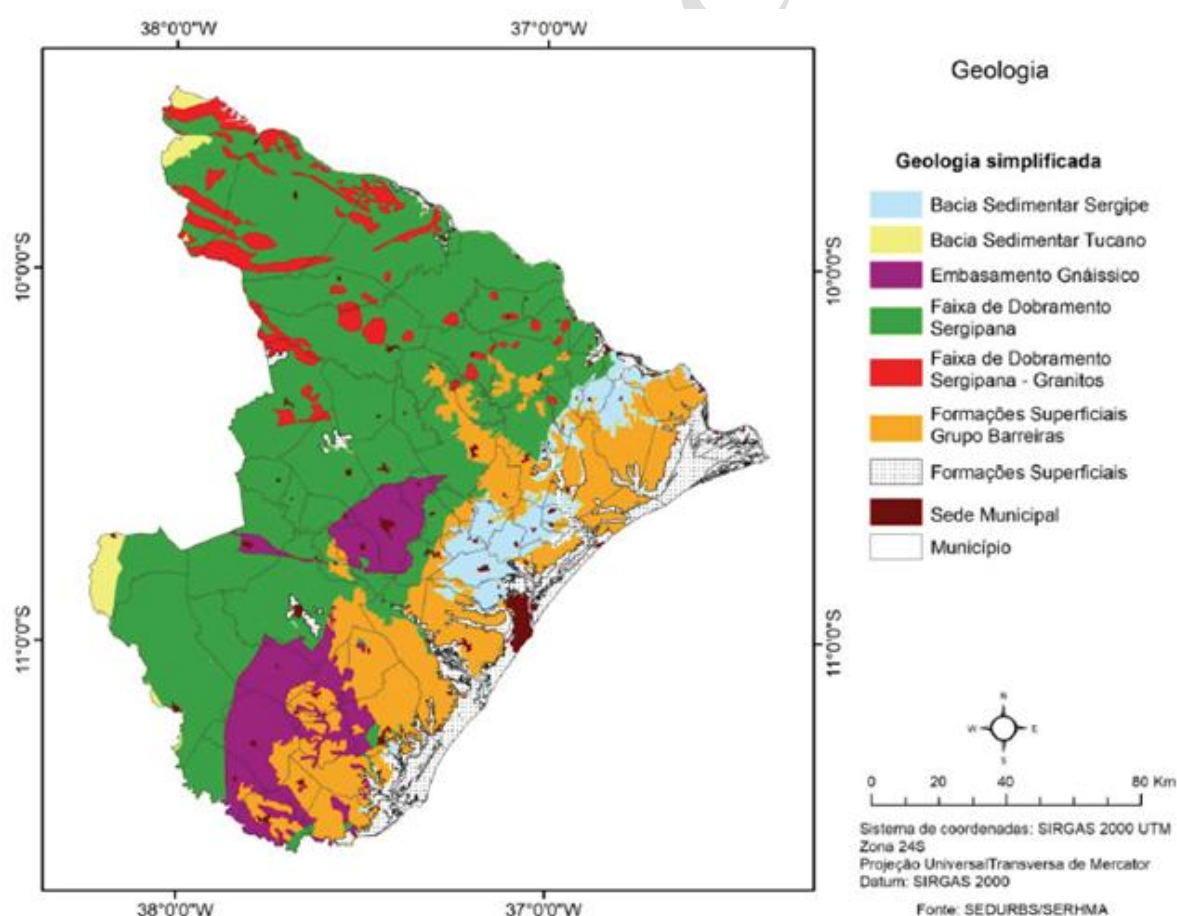 38°0'0"W
37°0'0"W
10°0'0"S
10°0'0"S
11°0'0"S
11°0'0"S
38°0'0"W
37°0'0"W
Geologia
Geologia simplificada
Bacia Sedimentar Sergipe
Bacia Sedimentar Tucano
Embasamento Gnáissico
Faixa de Dobramento
Sergipana
Faixa de Dobramento
Sergipana - Granitos
Formações Superficiais
Grupo Barreiras
Formações Superficiais
Sede Municipal
Município
N
W
E
S
0 20 40 80 Km
Sistema de coordenadas: SIRGAS 2000 UTM
Zona 24S
Projeção UniversalTransversa de Mercator
Datum: SIRGAS 2000
Fonte: SEDURBS/SERHMA